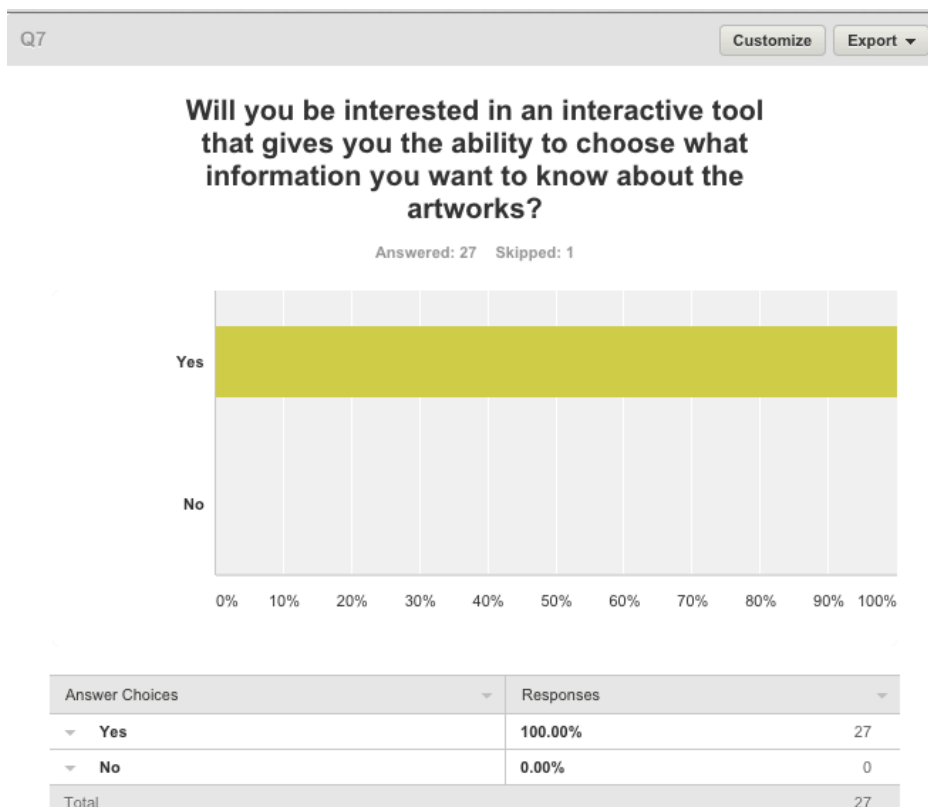 Q7 Customize Export
Will you be interested in an interactive tool
that gives you the ability to choose what
information you want to know about the
artworks?
Answered: 27 Skipped: 1
Yes
No
0% 10% 20% 30% 40% 50% 60% 70% 80% 90% 100%
Answer Choices Responses
Yes 100.00% 27
No 0.00% 0
Total 27